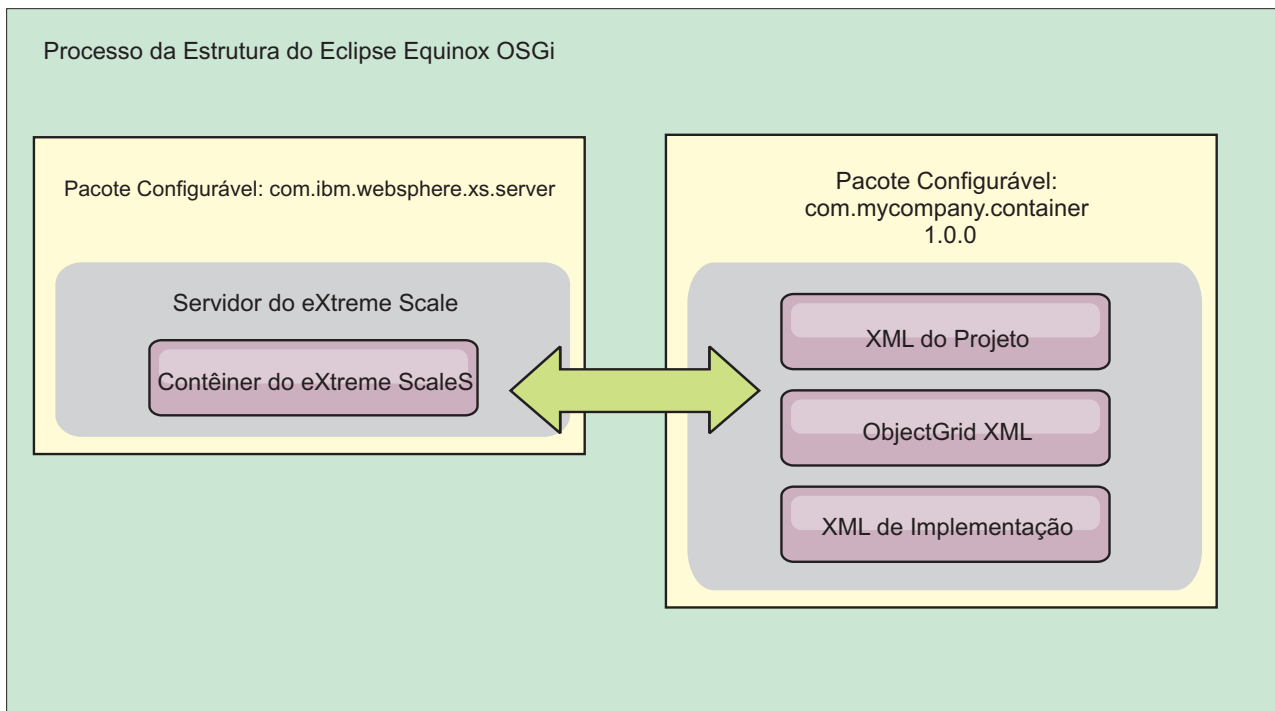 Processo da Estrutura do Eclipse Equinox OSGi
Pacote Configurável: com.ibm.websphere.xs.server
Servidor do eXtreme Scale
Contêiner do eXtreme ScaleS
Pacote Configurável:
com.mycompany.container
1.0.0
XML do Projeto
ObjectGrid XML
XML de Implementação